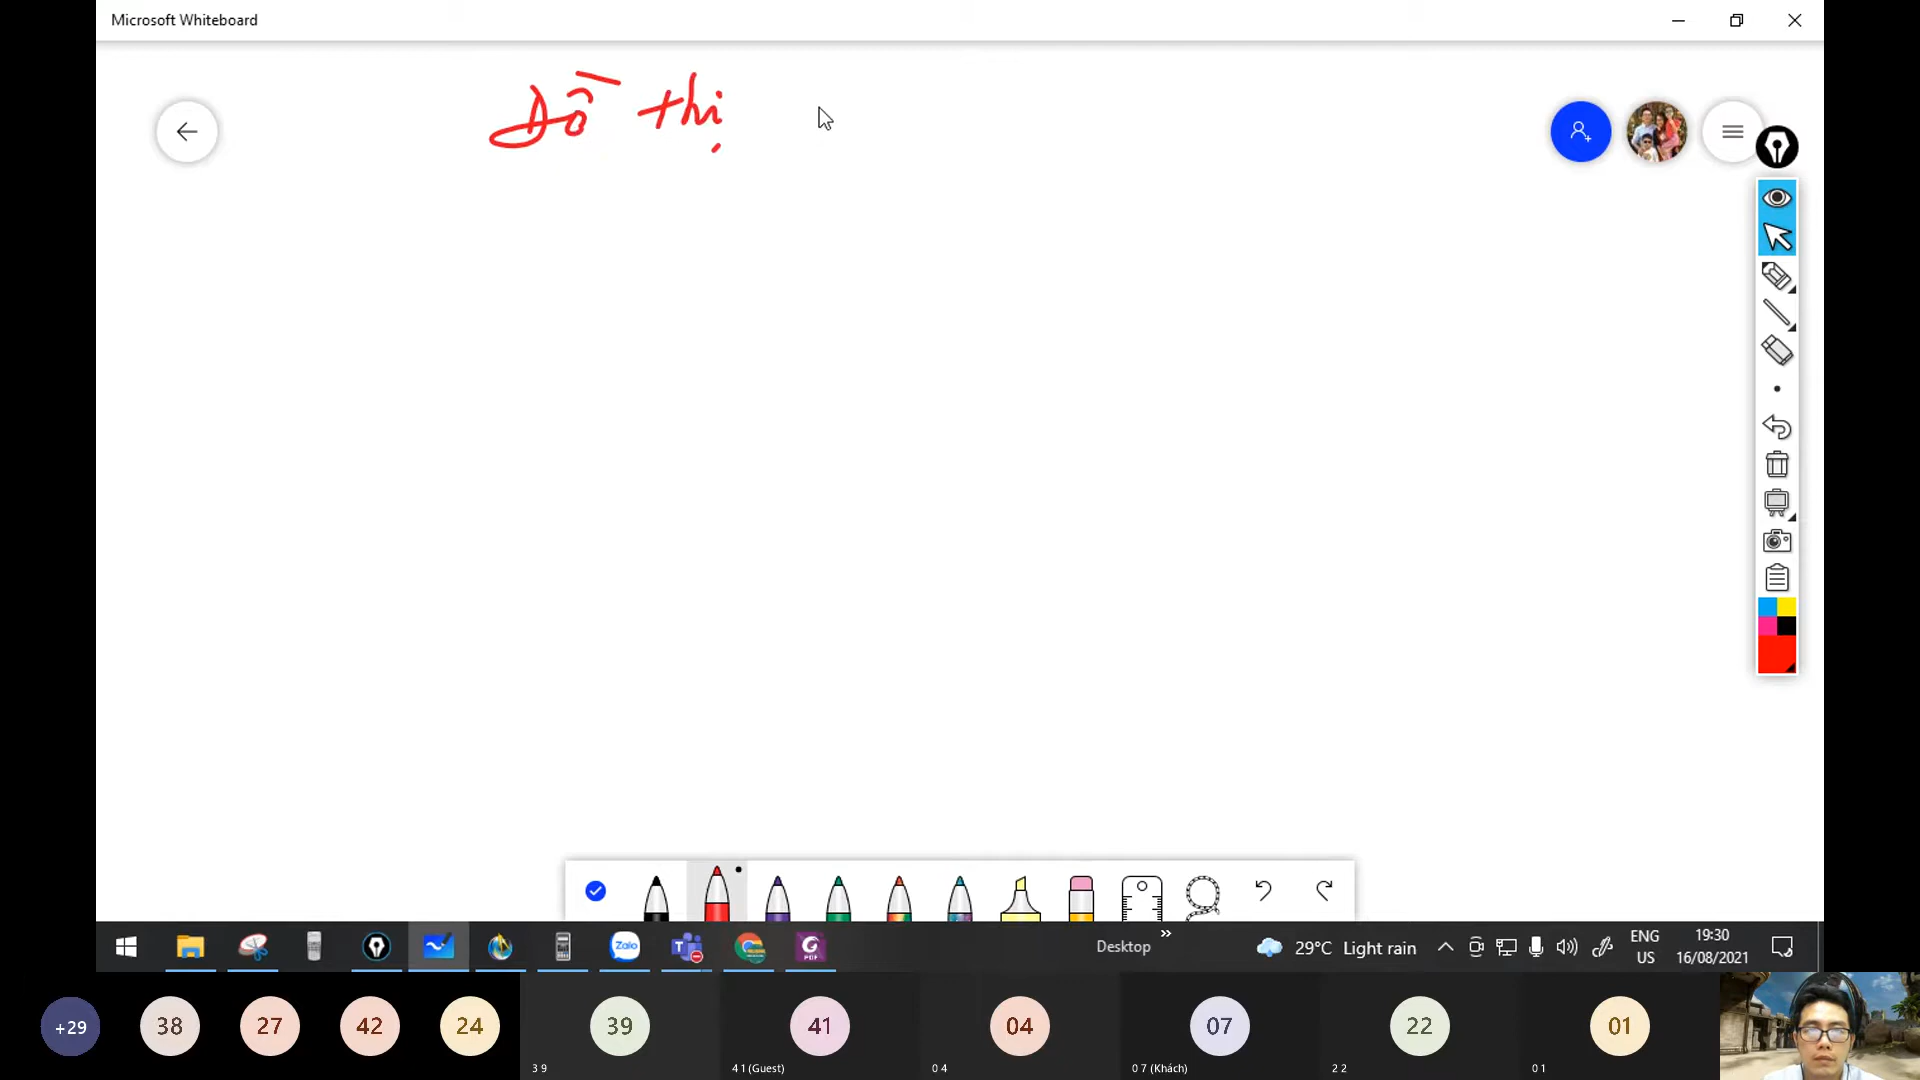 Microsoft Whiteboard
Đồ thị
Zalo
PDF
Desktop
29°C Light rain
ENG
US
19:30
16/08/2021
+29
38
27
42
24
39
41
04
07
22
01
3 9
4 1 (Guest)
0 4
0 7 (Khách)
2 2
0 1